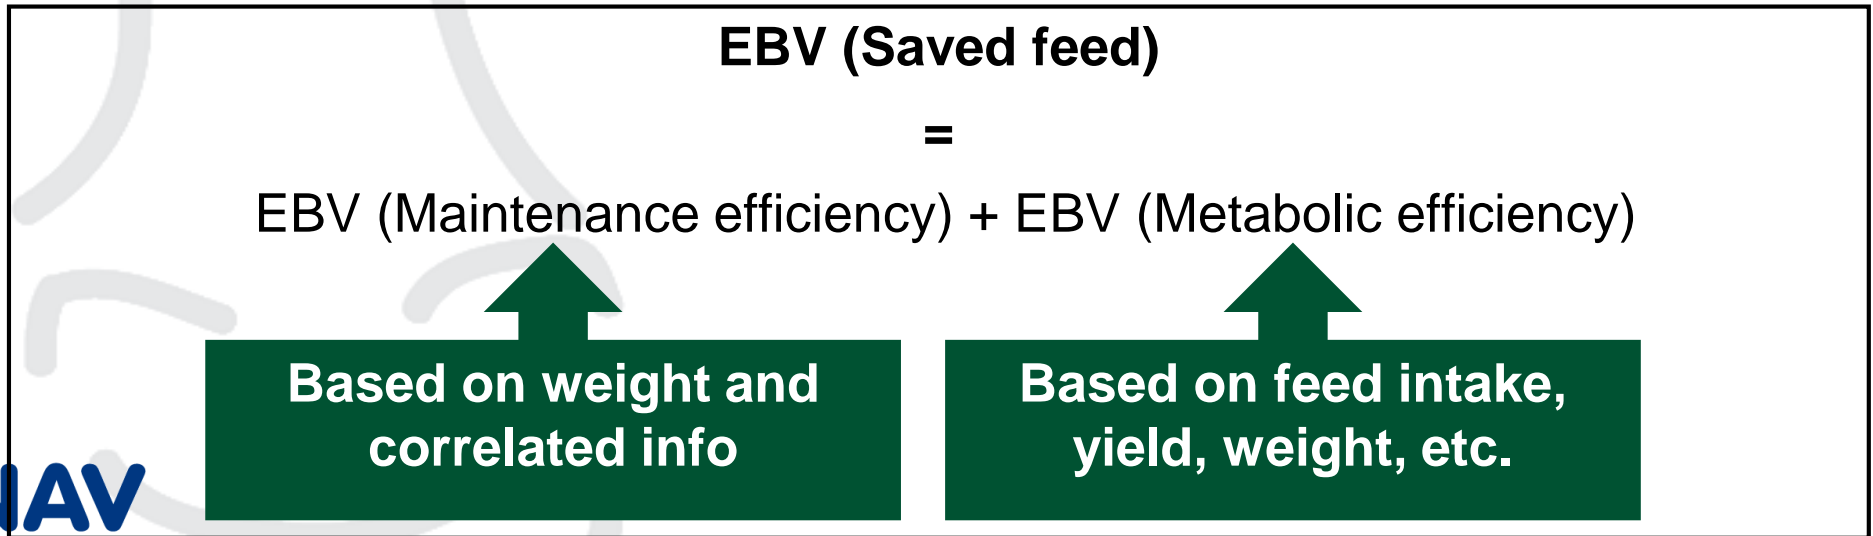 EBV (Saved feed)
=
EBV (Maintenance efficiency) + EBV (Metabolic efficiency)
Based on weight and
correlated info
Based on feed intake,
yield, weight, etc.
NAV